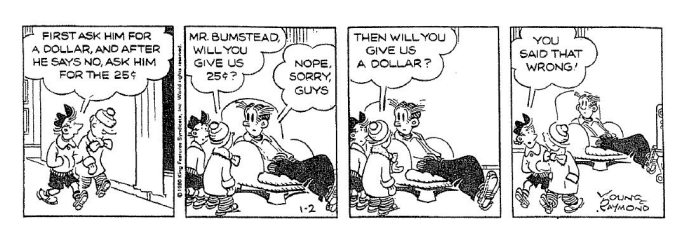 FIRST ASK HIM FOR
A DOLLAR, AND AFTER
HE SAYS NO, ASK HIM
FOR THE 25¢
© 1986 King Features Syndicate, Inc. World rights reserved.
MR. BUMSTEAD,
WILL YOU
GIVE US
25¢?
NOPE,
SORRY,
GUYS
1-2
THEN WILL YOU
GIVE US
A DOLLAR?
YOU
SAID THAT
WRONG!
YOUNG
RAYMOND